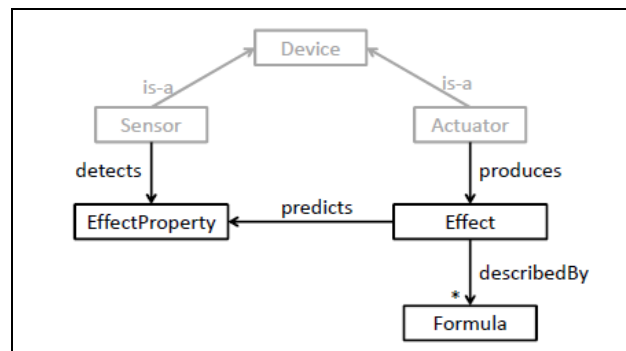 Device
is-a
is-a
Sensor
Actuator
detects
produces
EffectProperty
predicts
Effect
describedBy
*
Formula